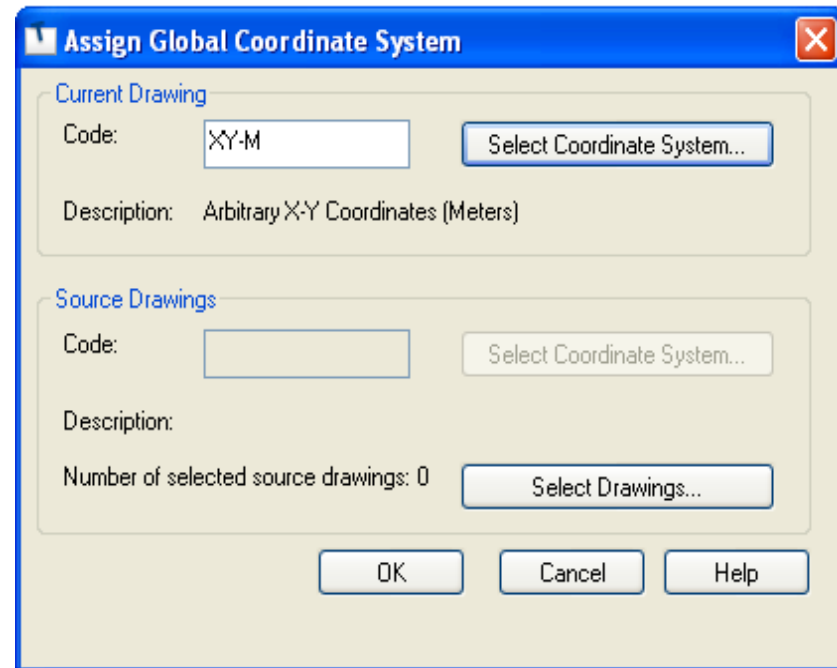 Assign Global Coordinate System
Current Drawing
Code: XY-M Select Coordinate System...
Description: Arbitrary X-Y Coordinates (Meters)
Source Drawings
Code: Select Coordinate System...
Description:
Number of selected source drawings: 0 Select Drawings...
OK Cancel Help